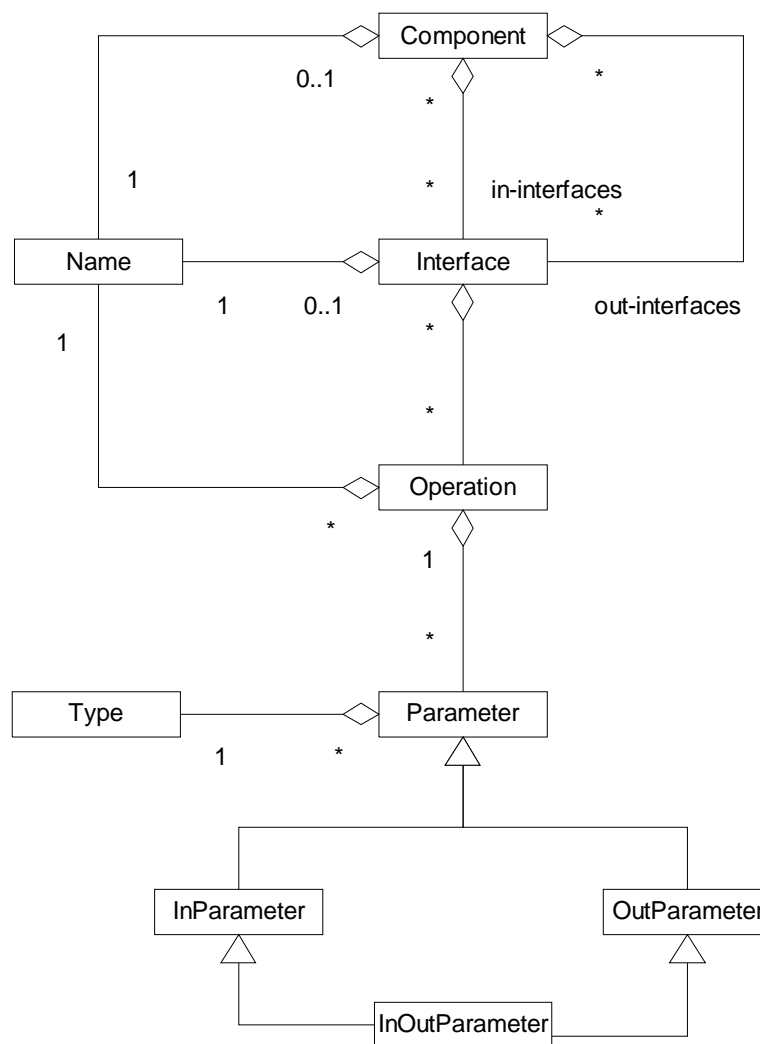 Component
0..1
*
*
1
*
in-interfaces
*
Name
Interface
1
0..1
out-interfaces
1
*
*
Operation
*
1
*
Type
Parameter
1
*
InParameter
OutParameter
InOutParameter